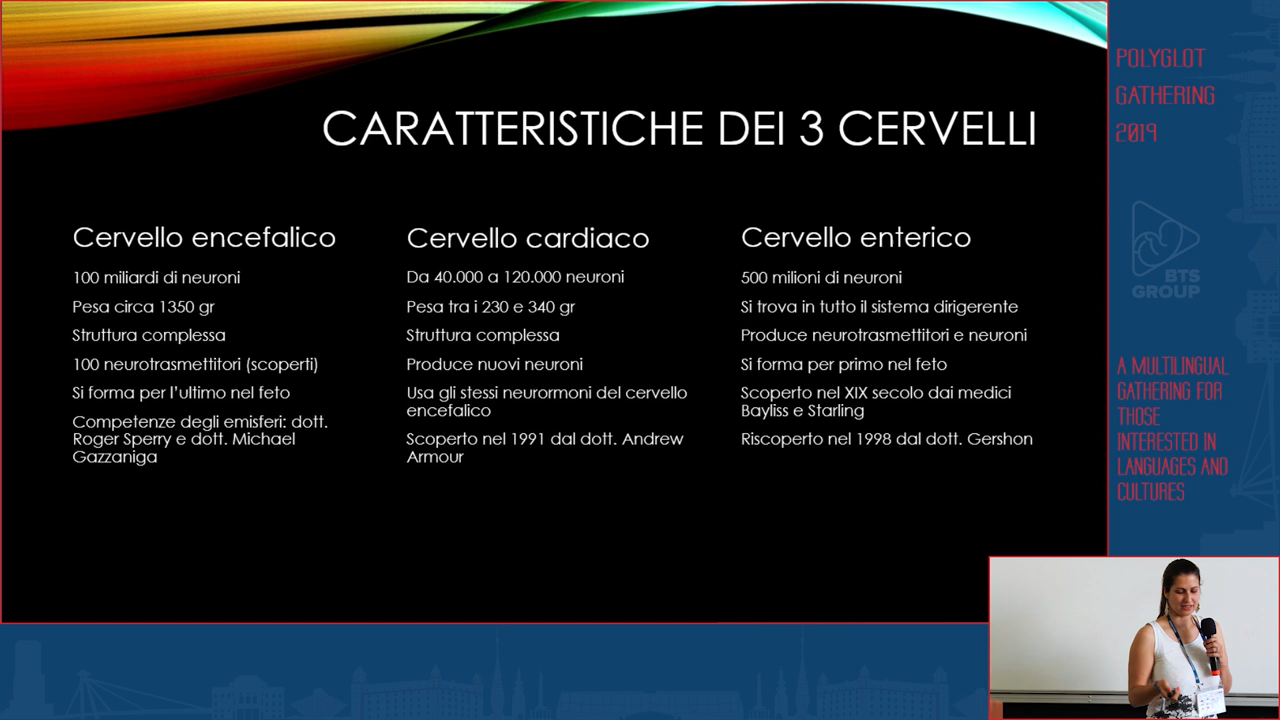 CARATTERISTICHE DEI 3 CERVELLI
Cervello encefalico
100 miliardi di neuroni
Pesa circa 1350 gr
Struttura complessa
100 neurotrasmettitori (scoperti)
Si forma per l'ultimo nel feto
Competenze degli emisferi: dott.
Roger Sperry e dott. Michael
Gazzaniga
Cervello cardiaco
Da 40.000 a 120.000 neuroni
Pesa tra i 230 e 340 gr
Struttura complessa
Produce nuovi neuroni
Usa gli stessi neurormoni del cervello
encefalico
Scoperto nel 1991 dal dott. Andrew
Armour
Cervello enterico
500 milioni di neuroni
Si trova in tutto il sistema dirigerente
Produce neurotrasmettitori e neuroni
Si forma per primo nel feto
Scoperto nel XIX secolo dai medici
Bayliss e Starling
Riscoperto nel 1998 dal dott. Gershon
POLYGLOT
GATHERING
2019
BTS
GROUP
A MULTILINGUAL
GATHERING FOR
THOSE
INTERESTED IN
LANGUAGES AND
CULTURES